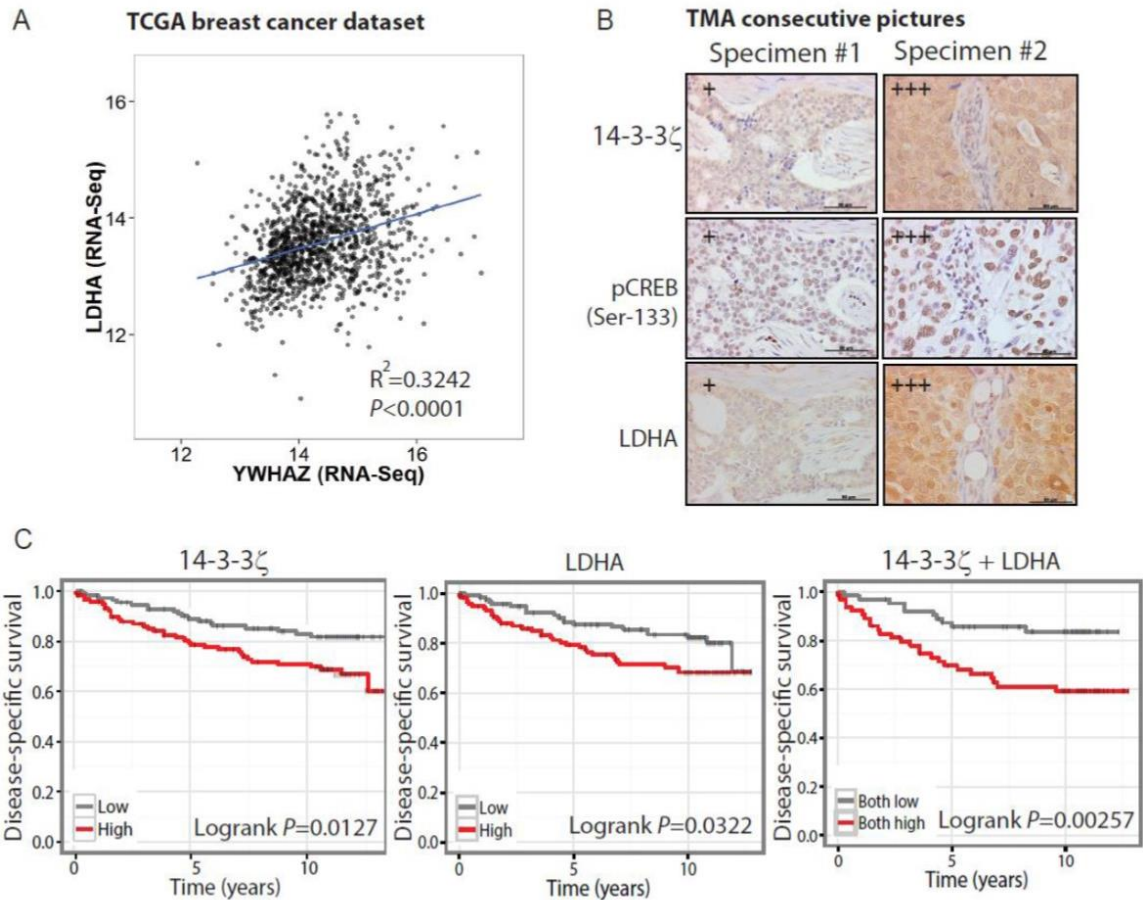 A
TCGA breast cancer dataset
LDHA (RNA-Seq)
16
14
12
R²=0.3242
P<0.0001
12 14 16
YWHAZ (RNA-Seq)
B
TMA consecutive pictures
Specimen #1 Specimen #2
14-3-3ζ
+ +++
pCREB
(Ser-133)
+ +++
LDHA
+ +++
C
14-3-3ζ
Disease-specific survival
1.0
0.8
0.6
0.4
0.2
0.0
Low
High
Logrank P=0.0127
0 5 10
Time (years)
LDHA
Disease-specific survival
1.0
0.8
0.6
0.4
0.2
0.0
Low
High
Logrank P=0.0322
0 5 10
Time (years)
14-3-3ζ + LDHA
Disease-specific survival
1.0
0.8
0.6
0.4
0.2
0.0
Both low
Both high
Logrank P=0.00257
0 5 10
Time (years)